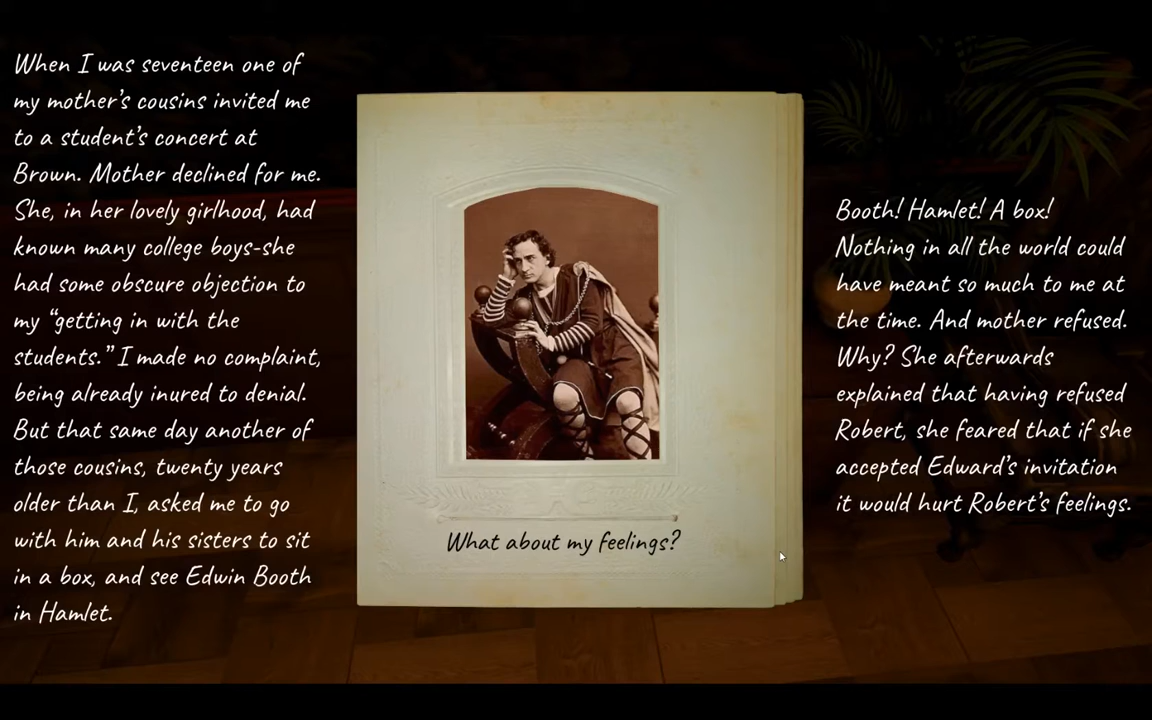 When I was seventeen one of
my mother's cousins invited me
to a student's concert at
Brown. Mother declined for me.
She, in her lovely girlhood, had
known many college boys-she
had some obscure objection to
my "getting in with the
students." I made no complaint,
being already inured to denial.
But that same day another of
those cousins, twenty years
older than I, asked me to go
with him and his sisters to sit
in a box, and see Edwin Booth
in Hamlet.
What about my feelings?
Booth! Hamlet! A box!
Nothing in all the world could
have meant so much to me at
the time. And mother refused.
Why? She afterwards
explained that having refused
Robert, she feared that if she
accepted Edward's invitation
it would hurt Robert's feelings.